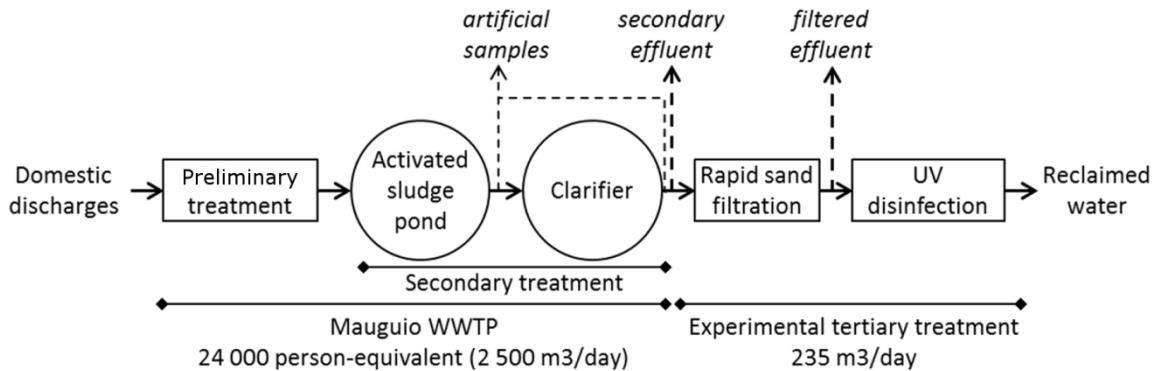 artificial
samples
secondary
effluent
filtered
effluent
Domestic
discharges
Preliminary
treatment
Activated
sludge
pond
Clarifier
Rapid sand
filtration
UV
disinfection
Reclaimed
water
Secondary treatment
Mauguio WWTP
24 000 person-equivalent (2 500 m3/day)
Experimental tertiary treatment
235 m3/day